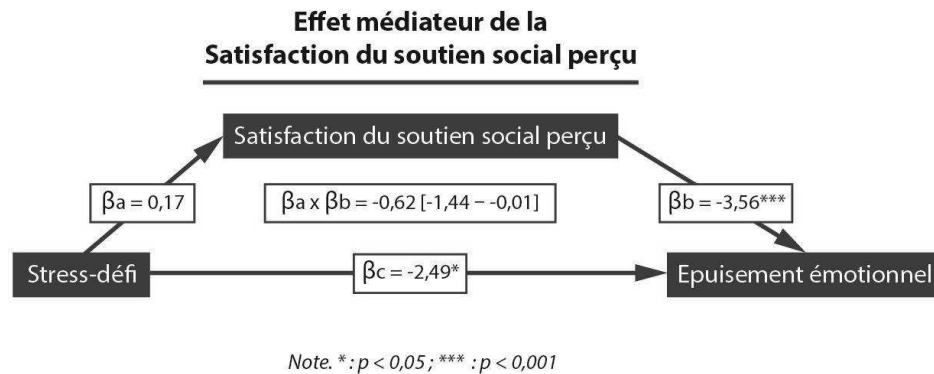 Effet médiateur de la
Satisfaction du soutien social perçu
Satisfaction du soutien social perçu
βa = 0,17
βa x βb = -0,62 [-1,44 – -0,01]
βb = -3,56***
Stress-défi
βc = -2,49*
Epuisement émotionnel
Note. * : p < 0,05 ; *** : p < 0,001